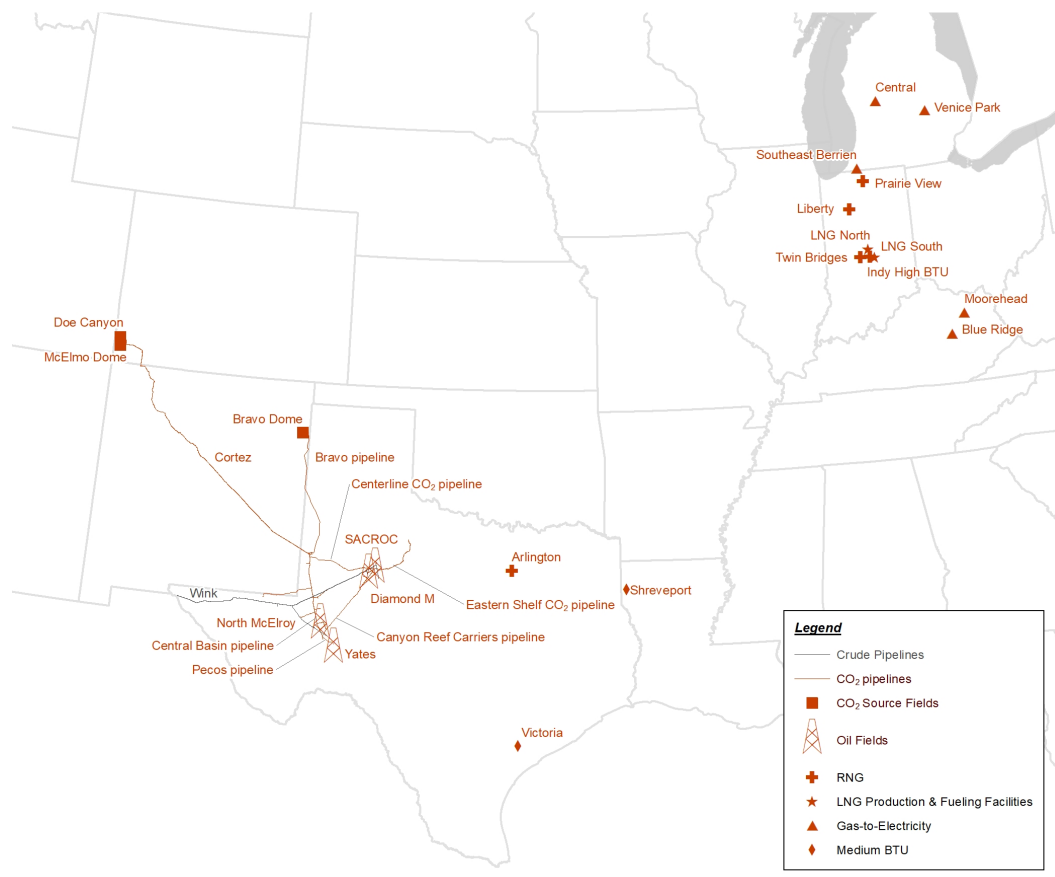 Central
Venice Park
Southeast Berrien
Prairie View
Liberty
LNG North
LNG South
Twin Bridges
Indy High BTU
Moorehead
Blue Ridge
Doe Canyon
McElmo Dome
Bravo Dome
Cortez
Bravo pipeline
Centerline CO₂ pipeline
SACROC
Arlington
Shreveport
Wink
Diamond M
Eastern Shelf CO₂ pipeline
North McElroy
Canyon Reef Carriers pipeline
Central Basin pipeline
Yates
Pecos pipeline
Victoria
Legend
Crude Pipelines
CO₂ pipelines
CO₂ Source Fields
Oil Fields
RNG
LNG Production & Fueling Facilities
Gas-to-Electricity
Medium BTU